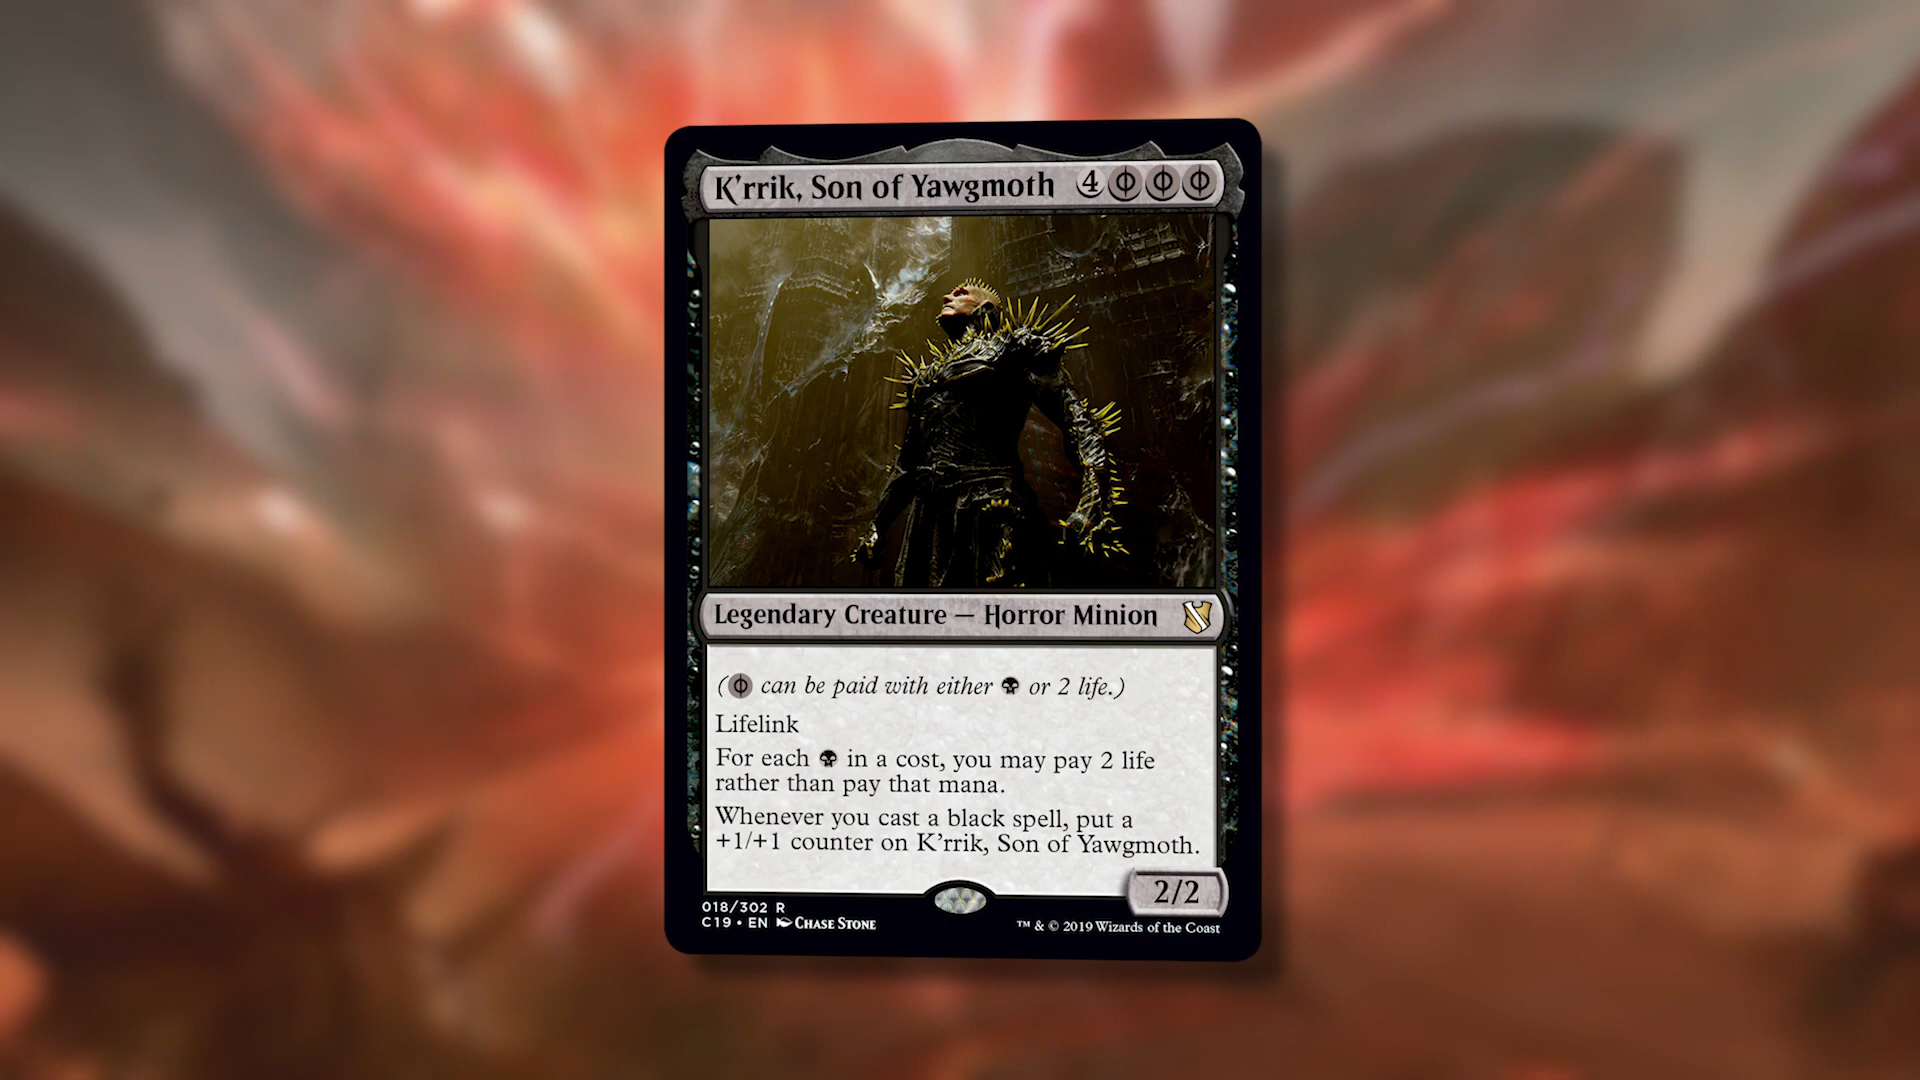 K'rrik, Son of Yawgmoth 4ΦΦΦ
Legendary Creature — Horror Minion
(Φ can be paid with either 💀 or 2 life.)
Lifelink
For each 💀 in a cost, you may pay 2 life
rather than pay that mana.
Whenever you cast a black spell, put a
+1/+1 counter on K'rrik, Son of Yawgmoth.
2/2
018/302 R
C19 • EN Chase Stone
™ & © 2019 Wizards of the Coast